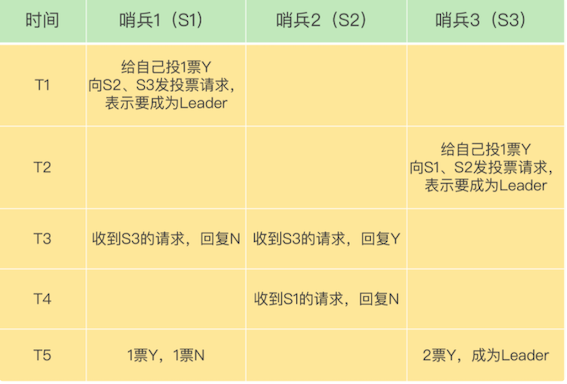 时间 哨兵1（S1） 哨兵2（S2） 哨兵3（S3）
T1
给自己投1票Y
向S2、S3发投票请求，
表示要成为Leader
T2
给自己投1票Y
向S1、S2发投票请求，
表示要成为Leader
T3 收到S3的请求，回复N 收到S3的请求，回复Y
T4 收到S1的请求，回复N
T5 1票Y，1票N 2票Y，成为Leader